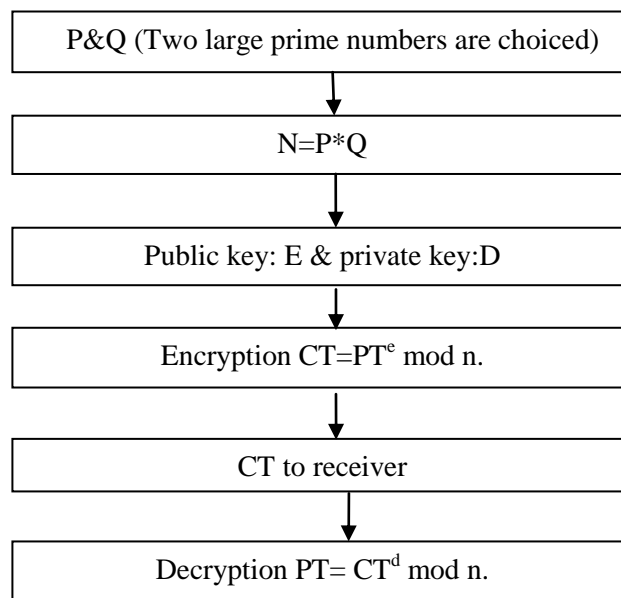 P&Q (Two large prime numbers are choiced)
N=P*Q
Public key: E & private key:D
Encryption CT=PTᵉ mod n.
CT to receiver
Decryption PT= CTᵈ mod n.